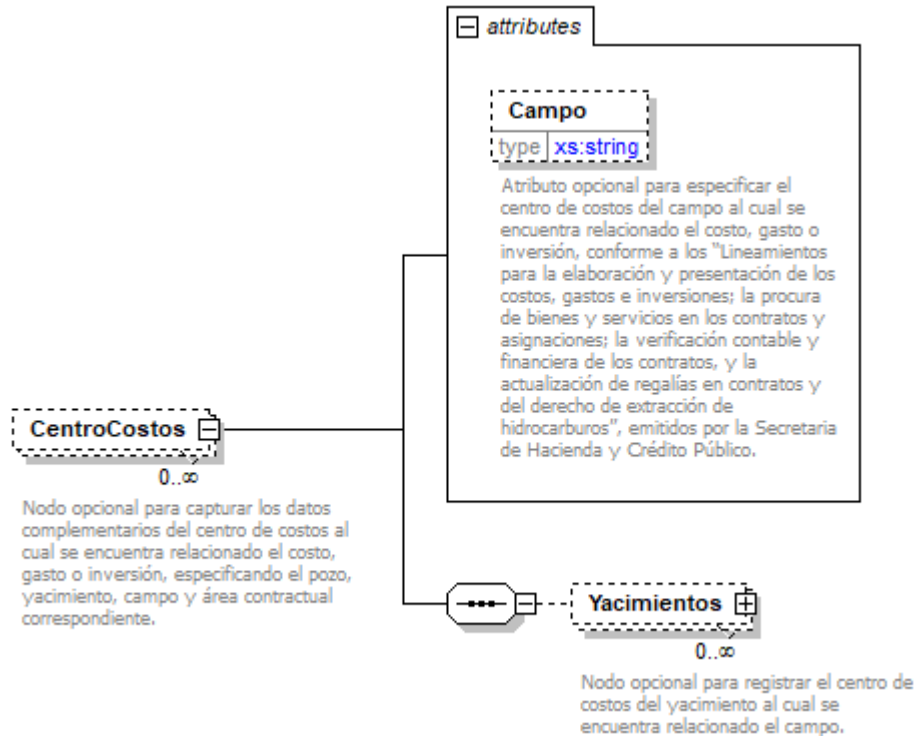 attributes
Campo
type xs:string
Atributo opcional para especificar el
centro de costos del campo al cual se
encuentra relacionado el costo, gasto o
inversión, conforme a los "Lineamientos
para la elaboración y presentación de los
costos, gastos e inversiones; la procura
de bienes y servicios en los contratos y
asignaciones; la verificación contable y
financiera de los contratos, y la
actualización de regalías en contratos y
del derecho de extracción de
hidrocarburos", emitidos por la Secretaria
de Hacienda y Crédito Público.
CentroCostos
0..∞
Nodo opcional para capturar los datos
complementarios del centro de costos al
cual se encuentra relacionado el costo,
gasto o inversión, especificando el pozo,
yacimiento, campo y área contractual
correspondiente.
Yacimientos
0..∞
Nodo opcional para registrar el centro de
costos del yacimiento al cual se
encuentra relacionado el campo.